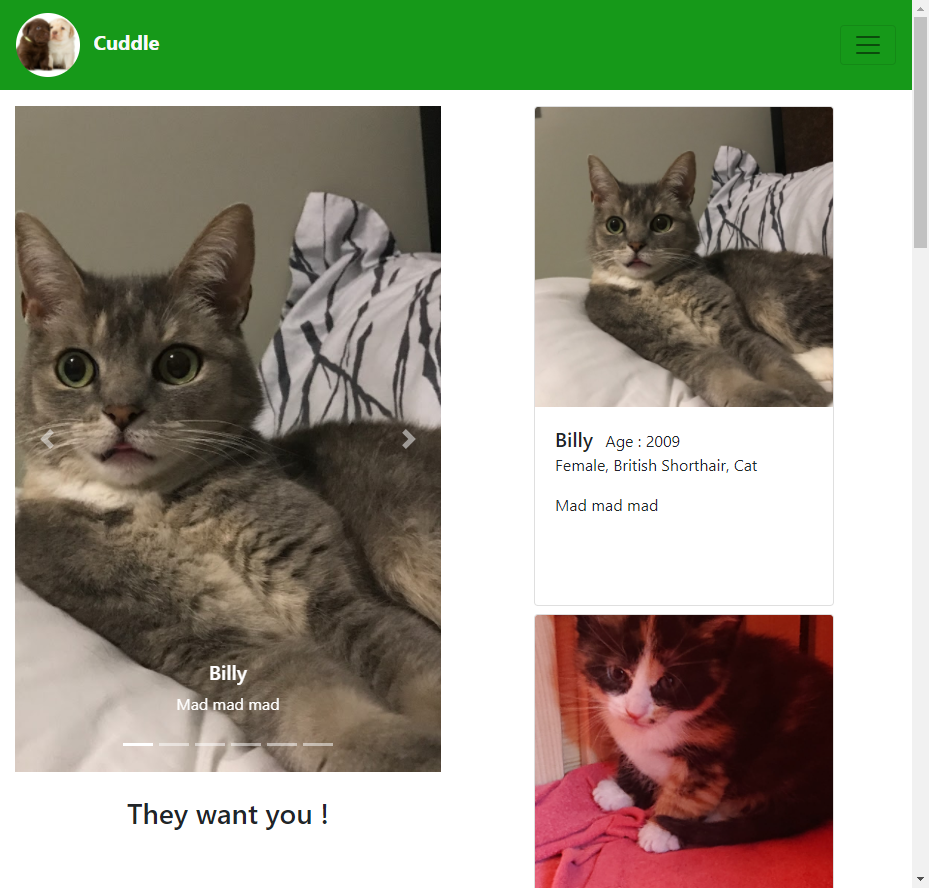 Cuddle
Billy
Mad mad mad
They want you !
Billy Age : 2009
Female, British Shorthair, Cat
Mad mad mad